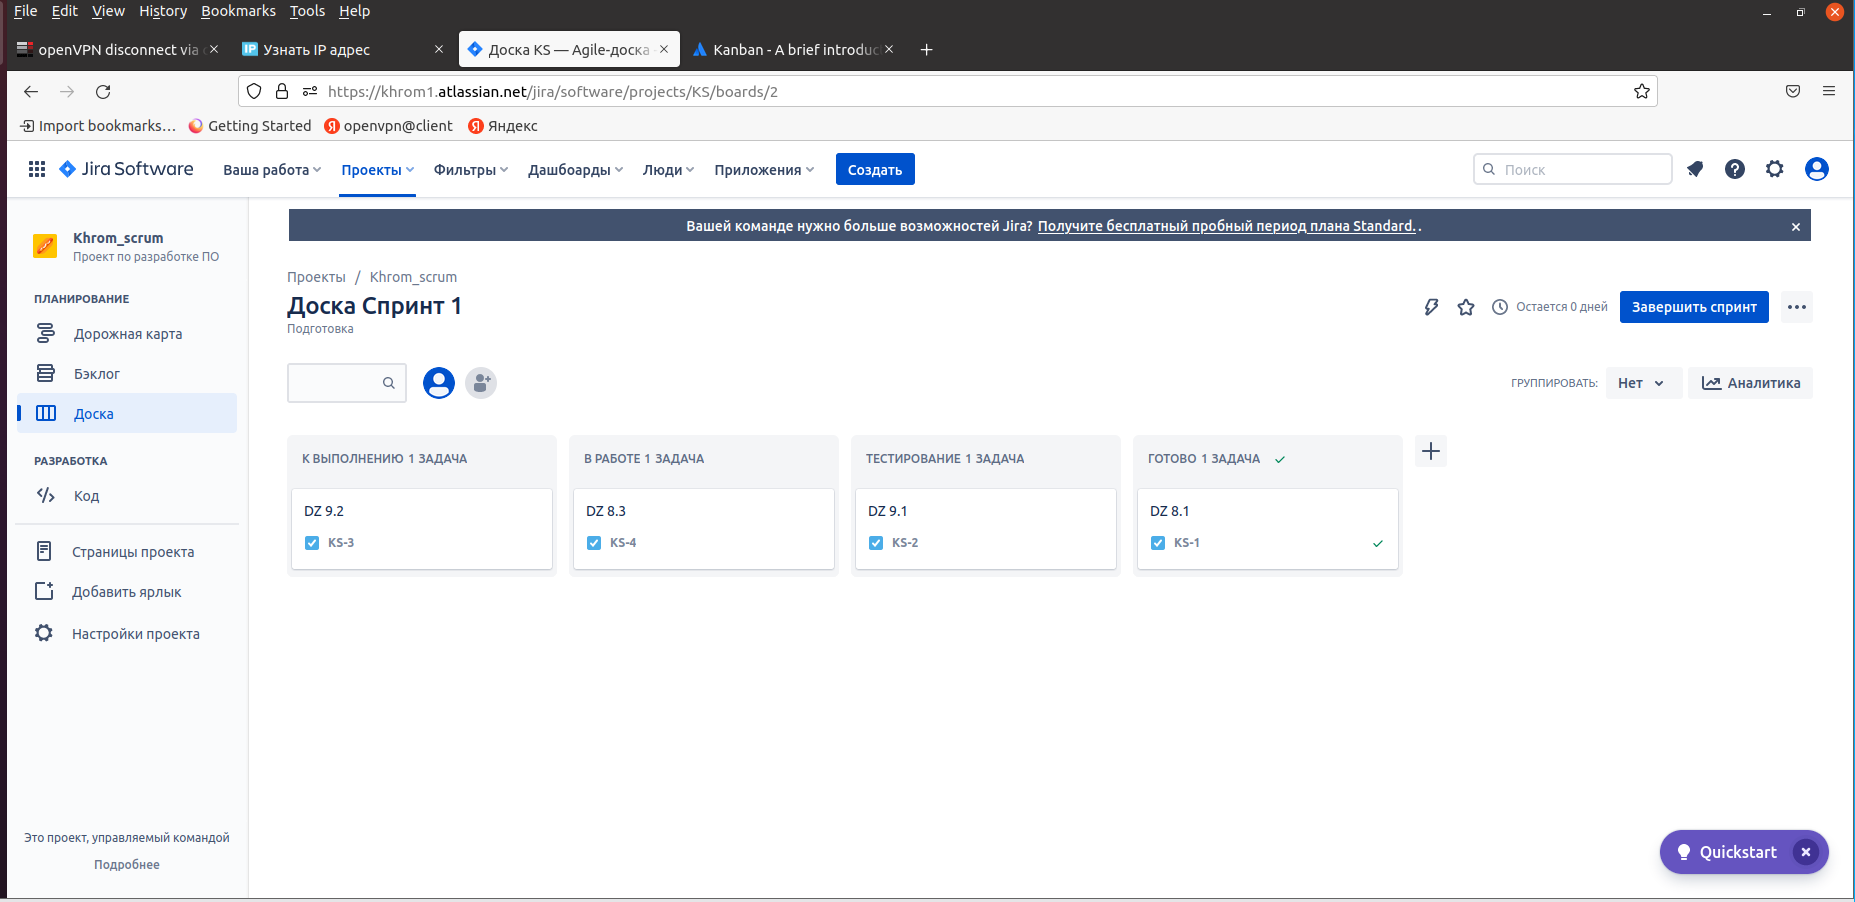 File Edit View History Bookmarks Tools Help
openVPN disconnect via
Узнать IP адрес
Доска KS — Agile-доска
Kanban - A brief introduc
https://khrom1.atlassian.net/jira/software/projects/KS/boards/2
Import bookmarks… Getting Started openvpn@client Яндекс
Jira Software Ваша работа Проекты Фильтры Дашборды Люди Приложения Создать Поиск
Вашей команде нужно больше возможностей Jira? Получите бесплатный пробный период плана Standard. .
Khrom_scrum
Проект по разработке ПО
ПЛАНИРОВАНИЕ
Дорожная карта
Бэклог
Доска
РАЗРАБОТКА
Код
Страницы проекта
Добавить ярлык
Настройки проекта
Это проект, управляемый командой
Подробнее
Проекты / Khrom_scrum
Доска Спринт 1
Подготовка
Остается 0 дней Завершить спринт
ГРУППИРОВАТЬ: Нет Аналитика
К ВЫПОЛНЕНИЮ 1 ЗАДАЧА
DZ 9.2
KS-3
В РАБОТЕ 1 ЗАДАЧА
DZ 8.3
KS-4
ТЕСТИРОВАНИЕ 1 ЗАДАЧА
DZ 9.1
KS-2
ГОТОВО 1 ЗАДАЧА
DZ 8.1
KS-1
Quickstart